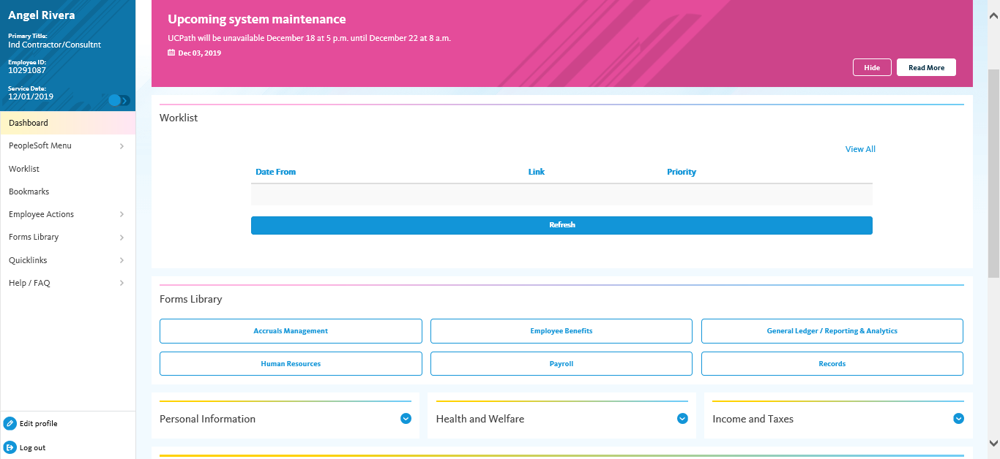 Angel Rivera
Primary Title:
Ind Contractor/Consultnt
Employee ID:
10291087
Service Date:
12/01/2019
Dashboard
PeopleSoft Menu
Worklist
Bookmarks
Employee Actions
Forms Library
Quicklinks
Help / FAQ
Edit profile
Log out
Upcoming system maintenance
UCPath will be unavailable December 18 at 5 p.m. until December 22 at 8 a.m.
Dec 03, 2019
Hide Read More
Worklist
View All
Date From Link Priority
Refresh
Forms Library
Accruals Management Employee Benefits General Ledger / Reporting & Analytics
Human Resources Payroll Records
Personal Information Health and Welfare Income and Taxes